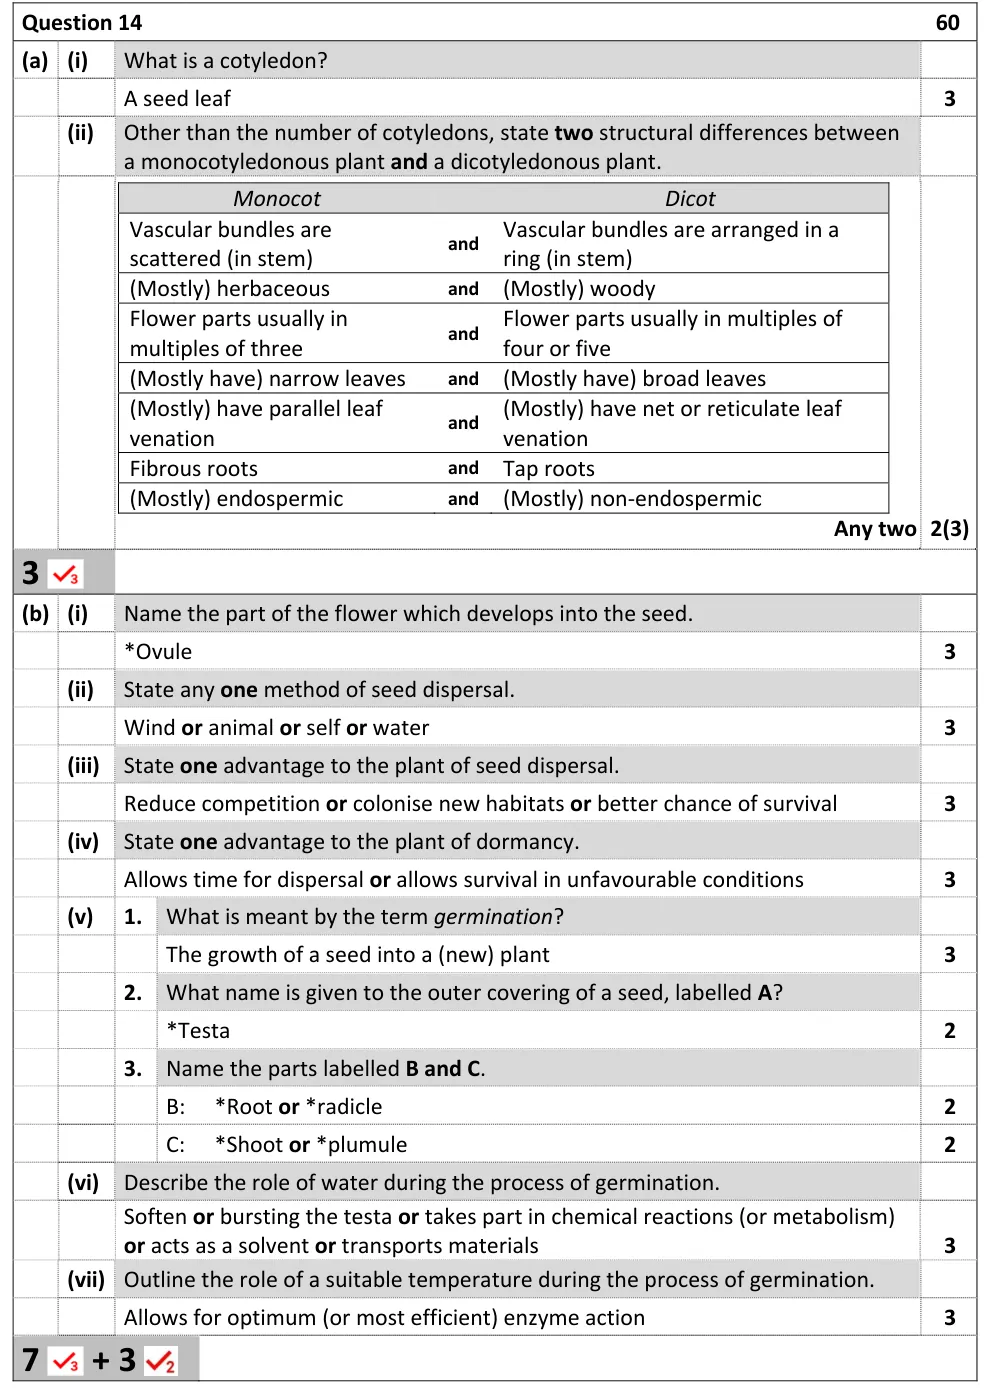 Question 14 60
(a) (i) What is a cotyledon?
A seed leaf 3
(ii) Other than the number of cotyledons, state two structural differences between
a monocotyledonous plant and a dicotyledonous plant.
Monocot Dicot
Vascular bundles are
scattered (in stem) and Vascular bundles are arranged in a
ring (in stem)
(Mostly) herbaceous and (Mostly) woody
Flower parts usually in
multiples of three and Flower parts usually in multiples of
four or five
(Mostly have) narrow leaves and (Mostly have) broad leaves
(Mostly) have parallel leaf
venation and (Mostly) have net or reticulate leaf
venation
Fibrous roots and Tap roots
(Mostly) endospermic and (Mostly) non-endospermic
Any two 2(3)
3 ✓3
(b) (i) Name the part of the flower which develops into the seed.
*Ovule 3
(ii) State any one method of seed dispersal.
Wind or animal or self or water 3
(iii) State one advantage to the plant of seed dispersal.
Reduce competition or colonise new habitats or better chance of survival 3
(iv) State one advantage to the plant of dormancy.
Allows time for dispersal or allows survival in unfavourable conditions 3
(v) 1. What is meant by the term germination?
The growth of a seed into a (new) plant 3
2. What name is given to the outer covering of a seed, labelled A?
*Testa 2
3. Name the parts labelled B and C.
B: *Root or *radicle 2
C: *Shoot or *plumule 2
(vi) Describe the role of water during the process of germination.
Soften or bursting the testa or takes part in chemical reactions (or metabolism)
or acts as a solvent or transports materials 3
(vii) Outline the role of a suitable temperature during the process of germination.
Allows for optimum (or most efficient) enzyme action 3
7 ✓3 + 3 ✓2